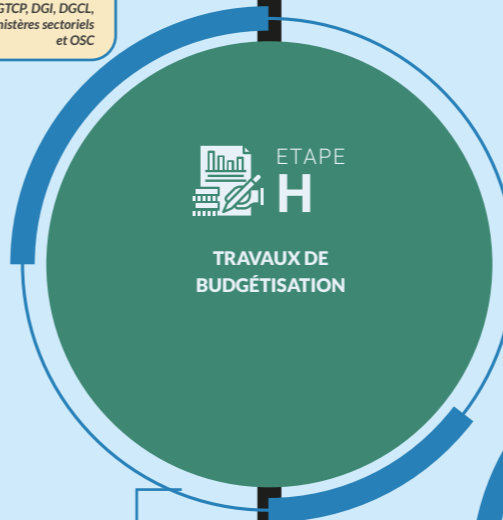 GTCP, DGI, DGCL,
nistères sectoriels
et OSC
ETAPE
H
TRAVAUX DE
BUDGÉTISATION